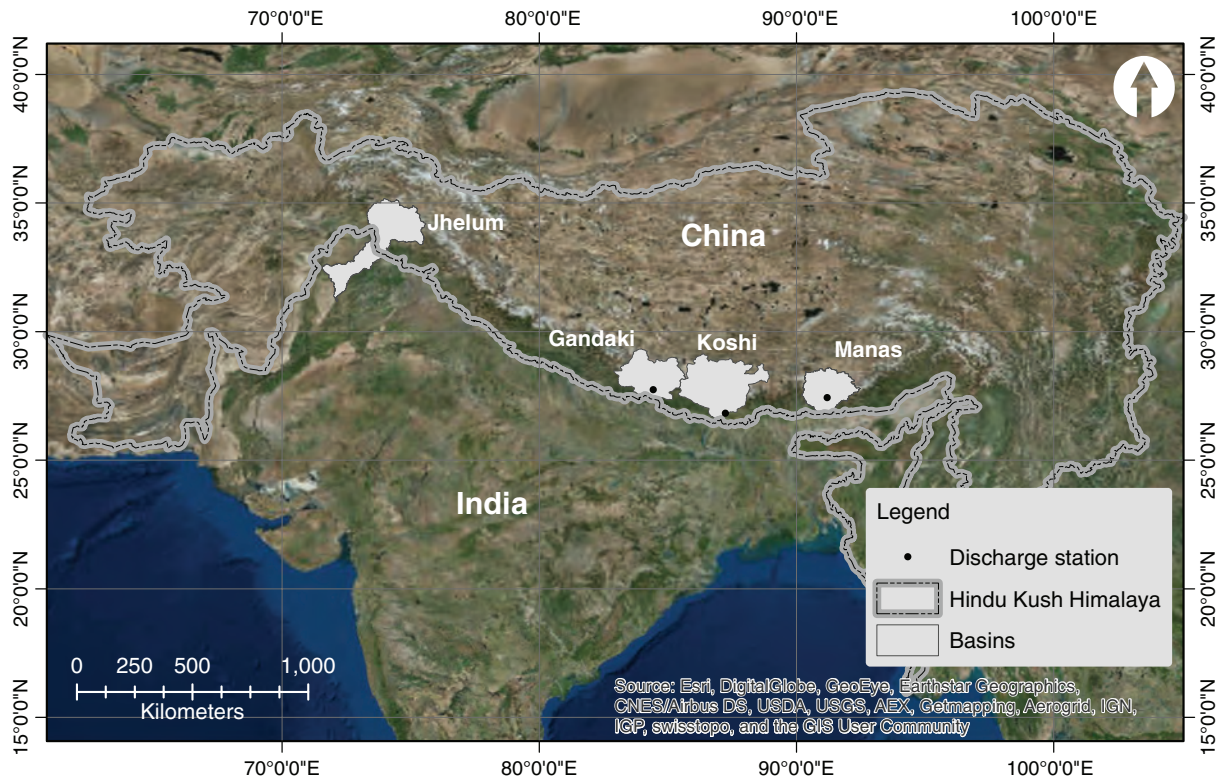 70°0'0"E 80°0'0"E 90°0'0"E 100°0'0"E
40°0'0"N 40°0'0"N
35°0'0"N 35°0'0"N
Jhelum
China
30°0'0"N 30°0'0"N
Gandaki Koshi Manas
25°0'0"N 25°0'0"N
India
Legend
Discharge station
Hindu Kush Himalaya
Basins
20°0'0"N 20°0'0"N
0 250 500 1,000
Kilometers
Source: Esri, DigitalGlobe, GeoEye, Earthstar Geographics,
CNES/Airbus DS, USDA, USGS, AEX, Getmapping, Aerogrid, IGN,
IGP, swisstopo, and the GIS User Community
15°0'0"N 15°0'0"N
70°0'0"E 80°0'0"E 90°0'0"E 100°0'0"E